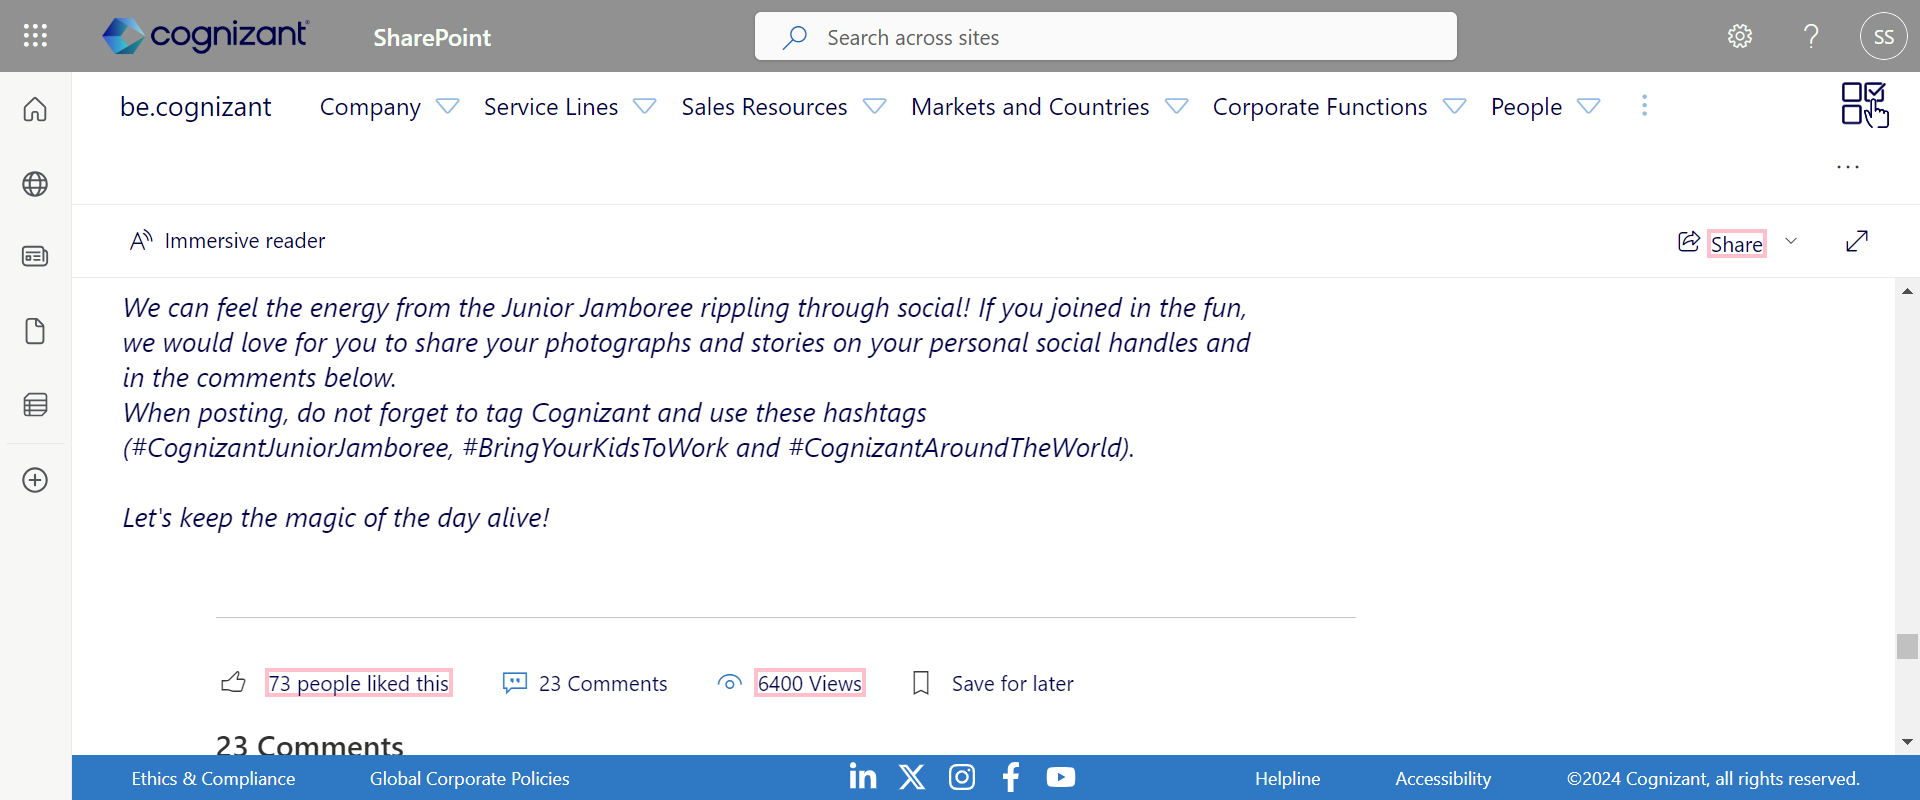 cognizant
SharePoint
Search across sites
SS
be.cognizant
Company
Service Lines
Sales Resources
Markets and Countries
Corporate Functions
People
Immersive reader
Share
We can feel the energy from the Junior Jamboree rippling through social! If you joined in the fun,
we would love for you to share your photographs and stories on your personal social handles and
in the comments below.
When posting, do not forget to tag Cognizant and use these hashtags
(#CognizantJuniorJamboree, #BringYourKidsToWork and #CognizantAroundTheWorld).
Let's keep the magic of the day alive!
73 people liked this
23 Comments
6400 Views
Save for later
23 Comments
Ethics & Compliance
Global Corporate Policies
Helpline
Accessibility
©2024 Cognizant, all rights reserved.